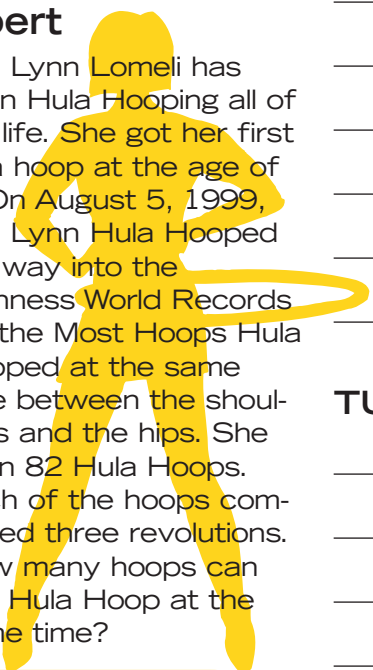 pert
Lynn Lomeli has
n Hula Hooping all of
life. She got her first
hoop at the age of
On August 5, 1999,
Lynn Hula Hooped
way into the
nness World Records
the Most Hoops Hula
pped at the same
e between the shoul-
s and the hips. She
n 82 Hula Hoops.
h of the hoops com-
ed three revolutions.
w many hoops can
Hula Hoop at the
me time?
TU